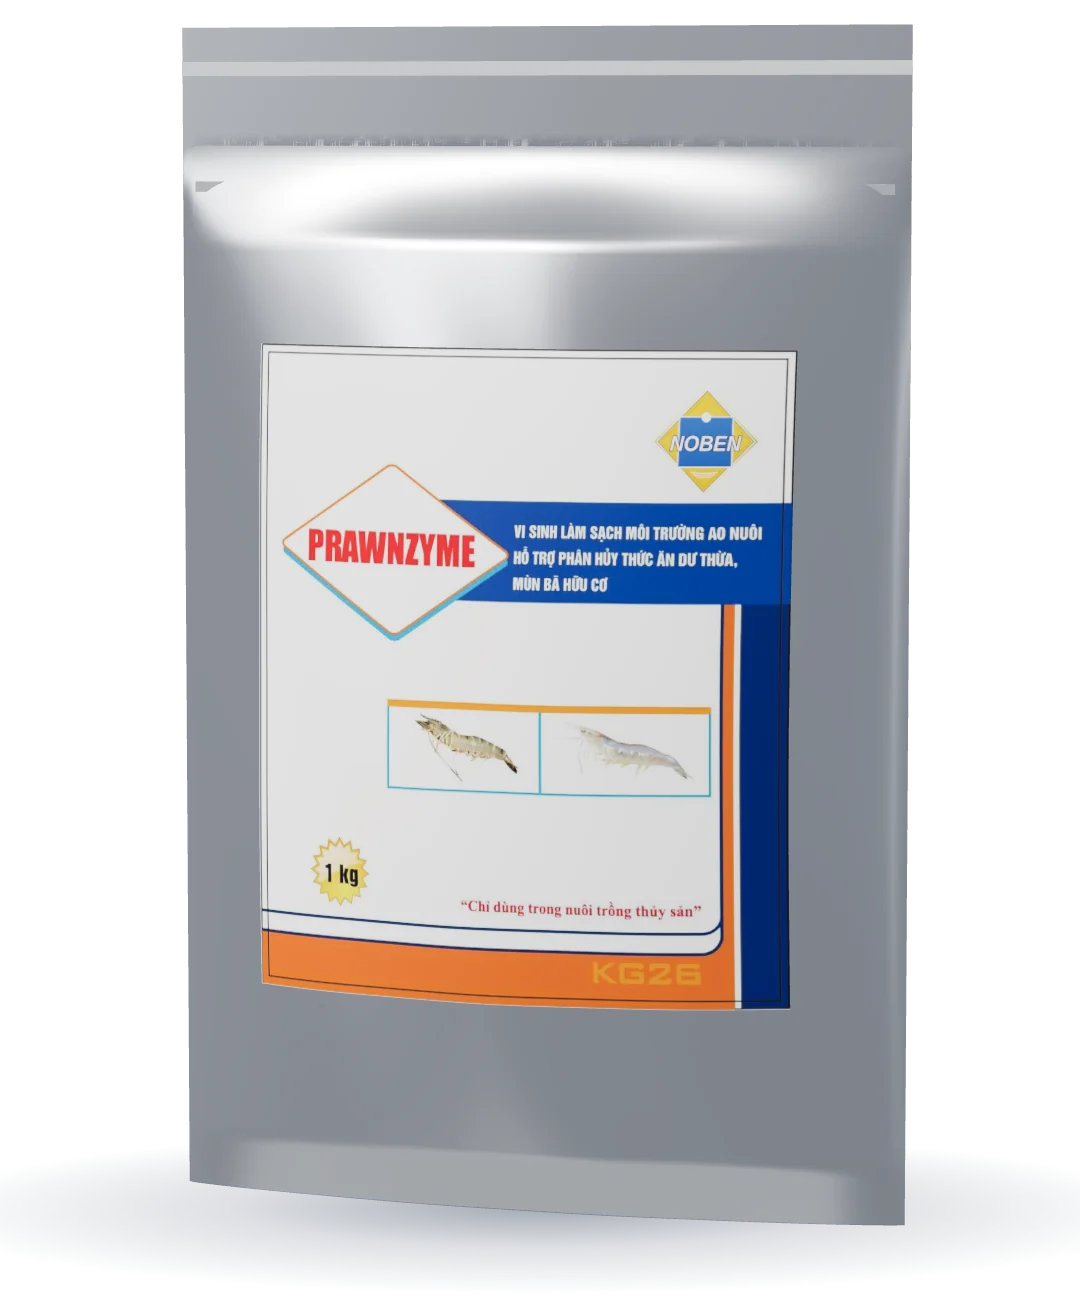 NOBEN
PRAWNZYME
VI SINH LÀM SẠCH MÔI TRƯỜNG AO NUÔI
HỖ TRỢ PHÂN HỦY THỨC ĂN DƯ THỪA,
MÙN BÃ HỮU CƠ
1 kg
“Chỉ dùng trong nuôi trồng thủy sản”
KG26